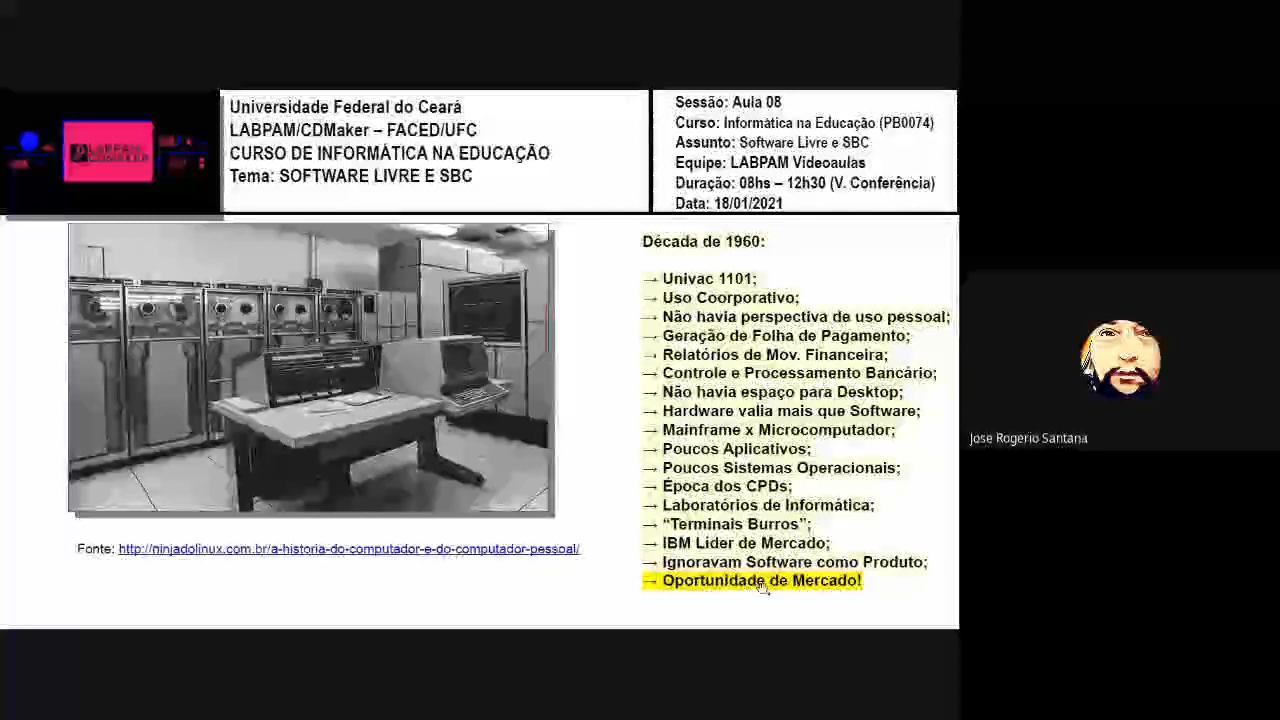 LABPAM
CDMAKER
Universidade Federal do Ceará
LABPAM/CDMaker – FACED/UFC
CURSO DE INFORMÁTICA NA EDUCAÇÃO
Tema: SOFTWARE LIVRE E SBC
Sessão: Aula 08
Curso: Informática na Educação (PB0074)
Assunto: Software Livre e SBC
Equipe: LABPAM Videoaulas
Duração: 08hs – 12h30 (V. Conferência)
Data: 18/01/2021
Fonte: http://ninjadolinux.com.br/a-historia-do-computador-e-do-computador-pessoal/
Década de 1960:
→ Univac 1101;
→ Uso Coorporativo;
→ Não havia perspectiva de uso pessoal;
→ Geração de Folha de Pagamento;
→ Relatórios de Mov. Financeira;
→ Controle e Processamento Bancário;
→ Não havia espaço para Desktop;
→ Hardware valia mais que Software;
→ Mainframe x Microcomputador;
→ Poucos Aplicativos;
→ Poucos Sistemas Operacionais;
→ Época dos CPDs;
→ Laboratórios de Informática;
→ “Terminais Burros”;
→ IBM Lider de Mercado;
→ Ignoravam Software como Produto;
→ Oportunidade de Mercado!
Jose Rogerio Santana